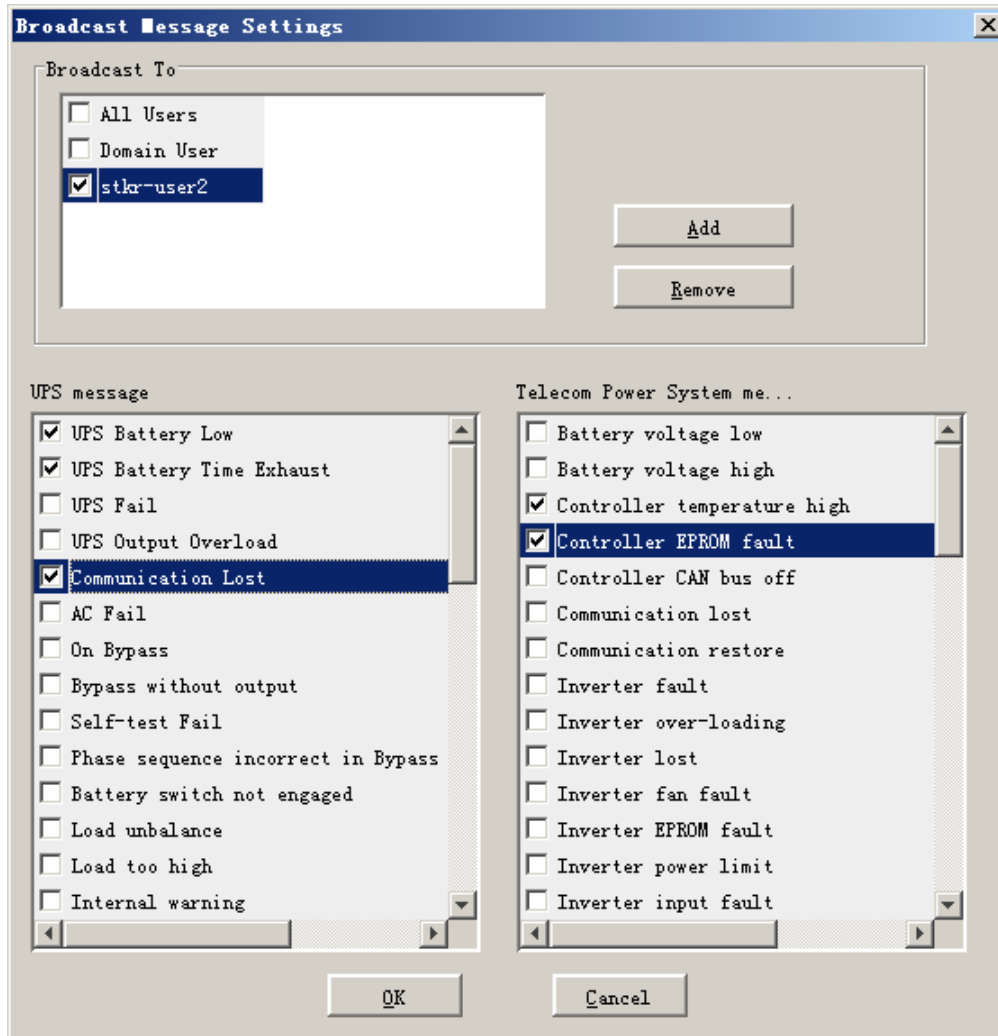 Broadcast Message Settings
Broadcast To
All Users
Domain User
stkr-user2
Add
Remove
UPS message
UPS Battery Low
UPS Battery Time Exhaust
UPS Fail
UPS Output Overload
Communication Lost
AC Fail
On Bypass
Bypass without output
Self-test Fail
Phase sequence incorrect in Bypass
Battery switch not engaged
Load unbalance
Load too high
Internal warning
Telecom Power System me...
Battery voltage low
Battery voltage high
Controller temperature high
Controller EPROM fault
Controller CAN bus off
Communication lost
Communication restore
Inverter fault
Inverter over-loading
Inverter lost
Inverter fan fault
Inverter EPROM fault
Inverter power limit
Inverter input fault
OK
Cancel